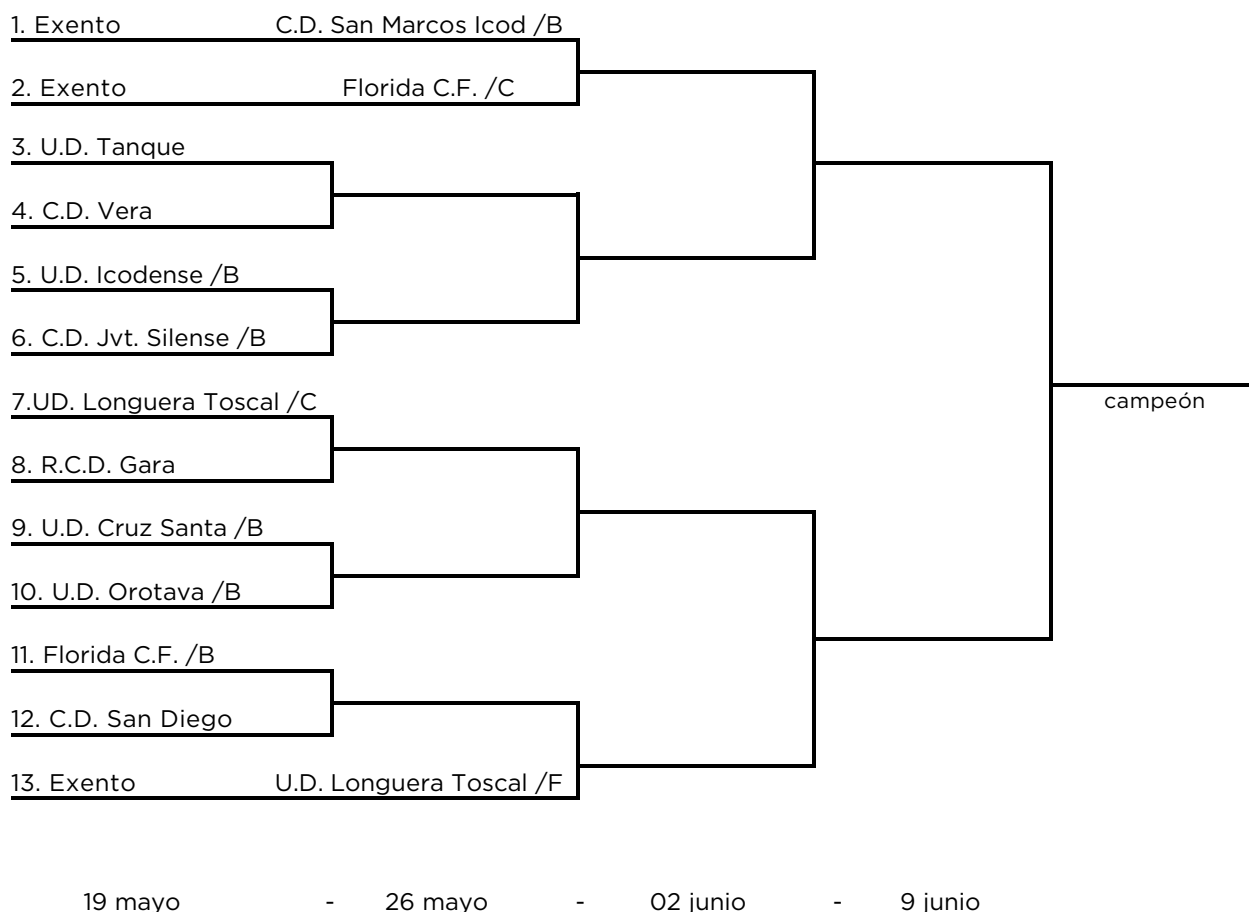 1. Exento C.D. San Marcos Icod /B
2. Exento Florida C.F. /C
3. U.D. Tanque
4. C.D. Vera
5. U.D. Icodense /B
6. C.D. Jvt. Silense /B
7.UD. Longuera Toscal /C
campeón
8. R.C.D. Gara
9. U.D. Cruz Santa /B
10. U.D. Orotava /B
11. Florida C.F. /B
12. C.D. San Diego
13. Exento U.D. Longuera Toscal /F
19 mayo - 26 mayo - 02 junio - 9 junio